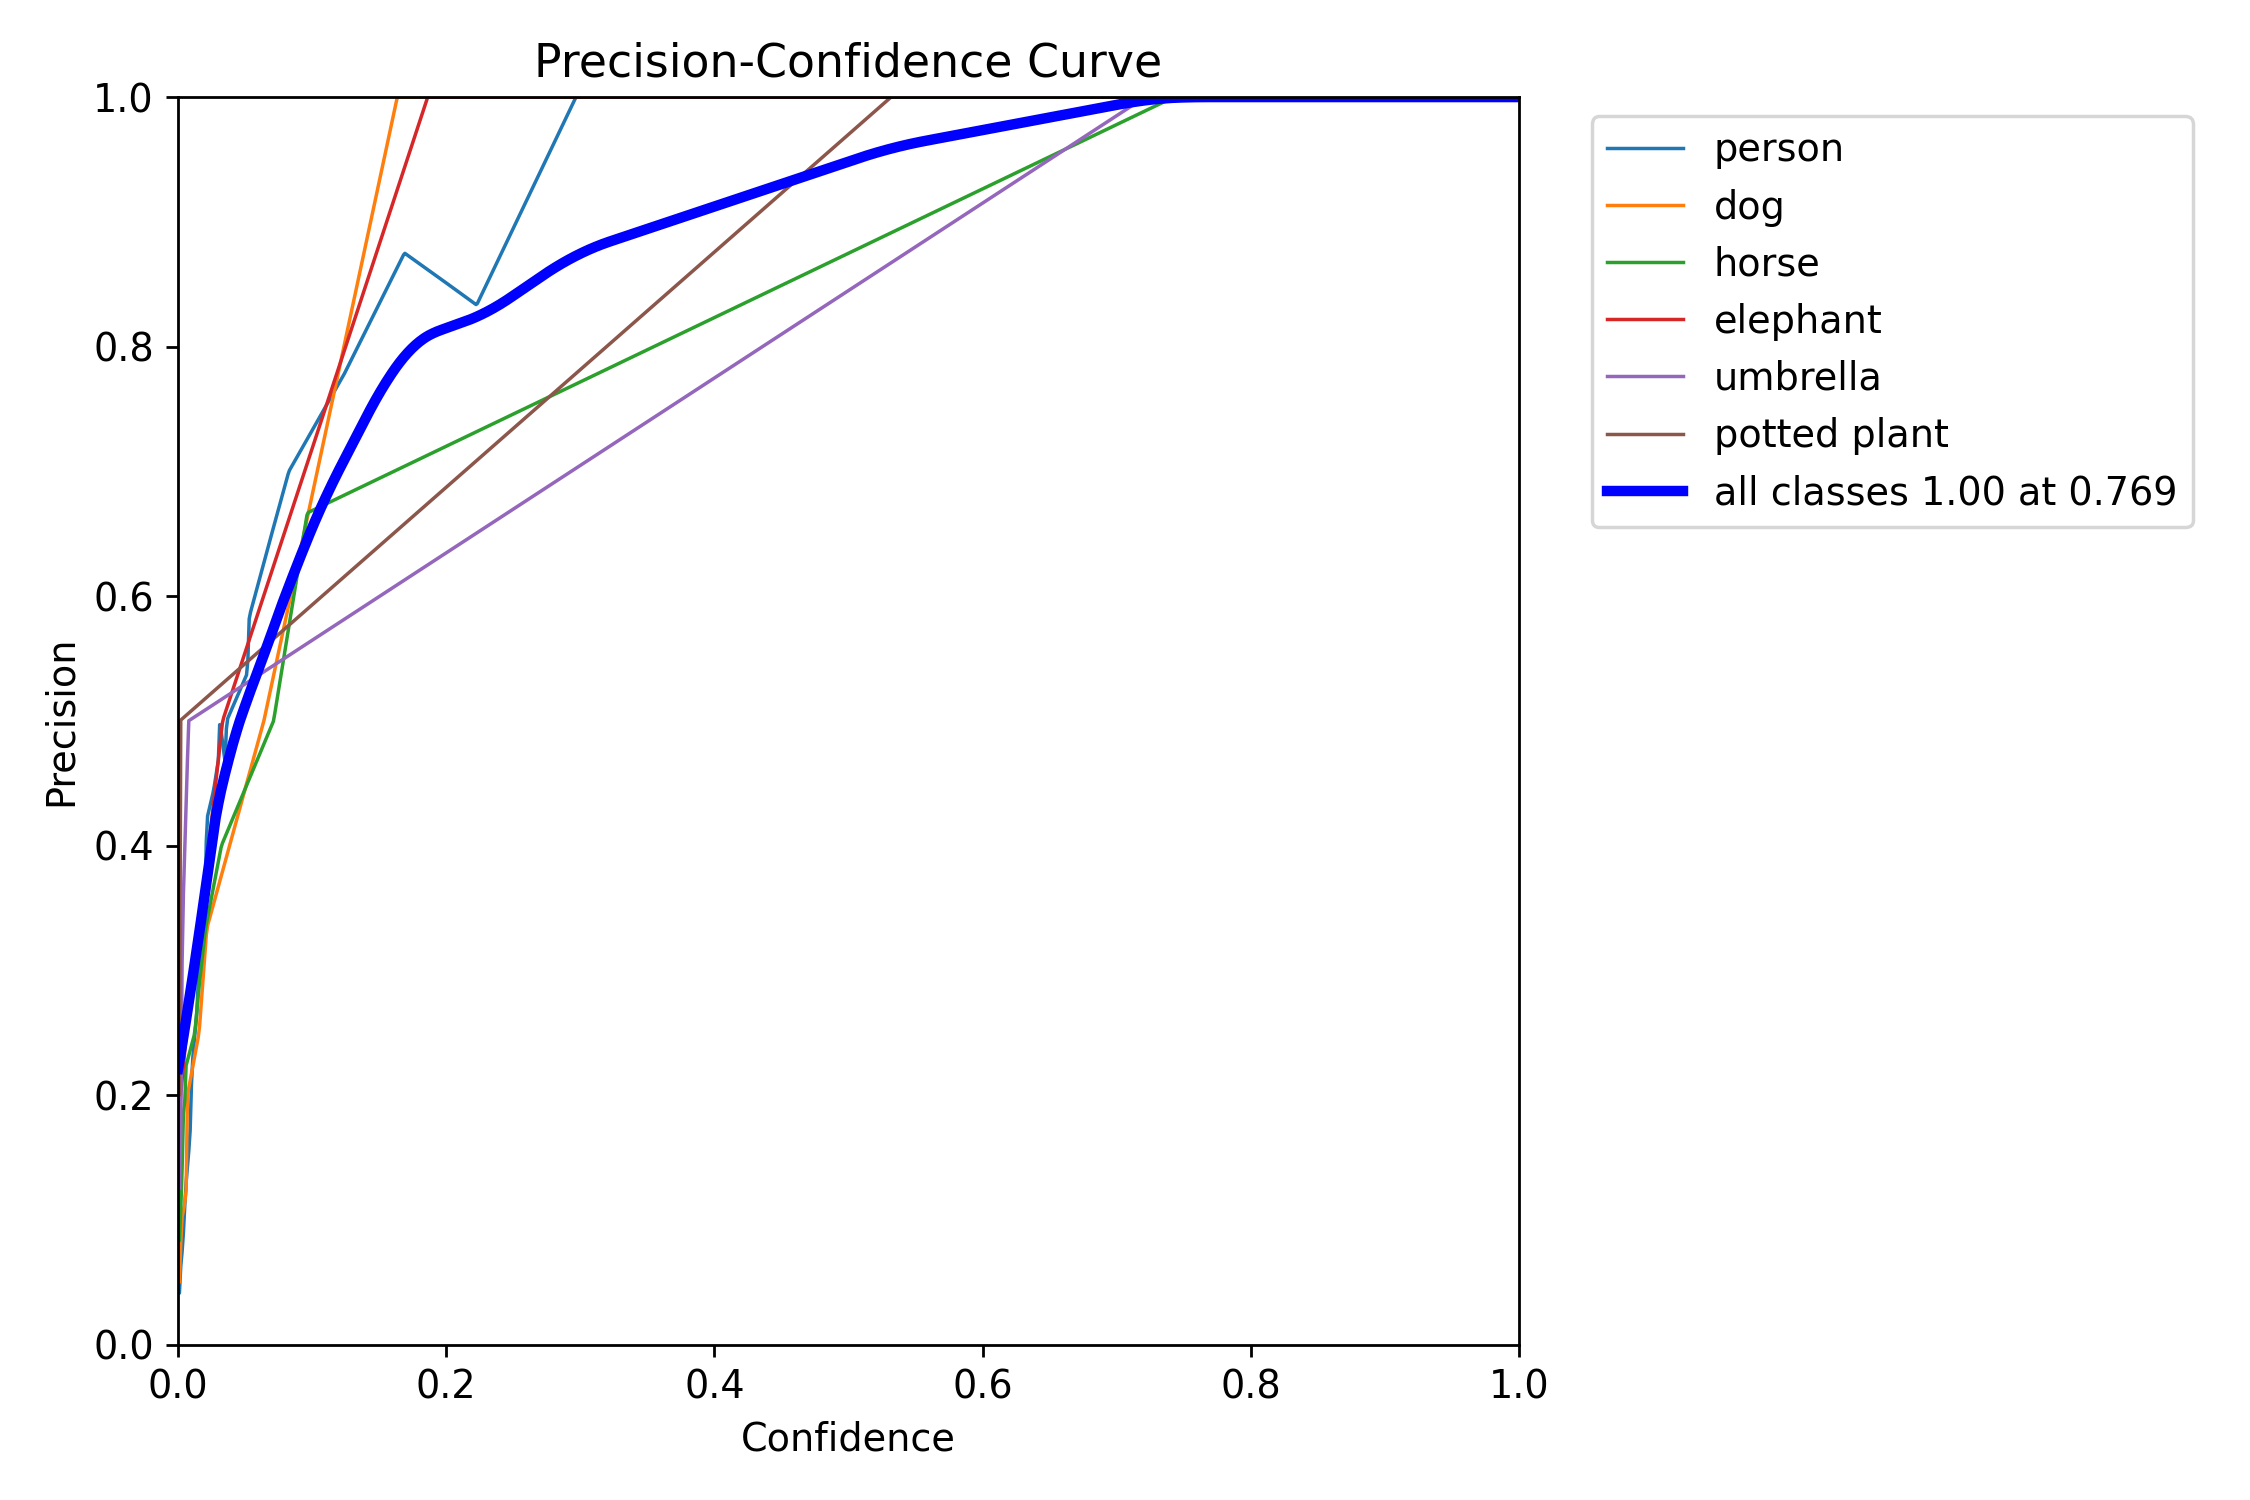 Precision-Confidence Curve
1.0
0.8
0.6
0.4
0.2
0.0
Precision
0.0 0.2 0.4 0.6 0.8 1.0
Confidence
person
dog
horse
elephant
umbrella
potted plant
all classes 1.00 at 0.769